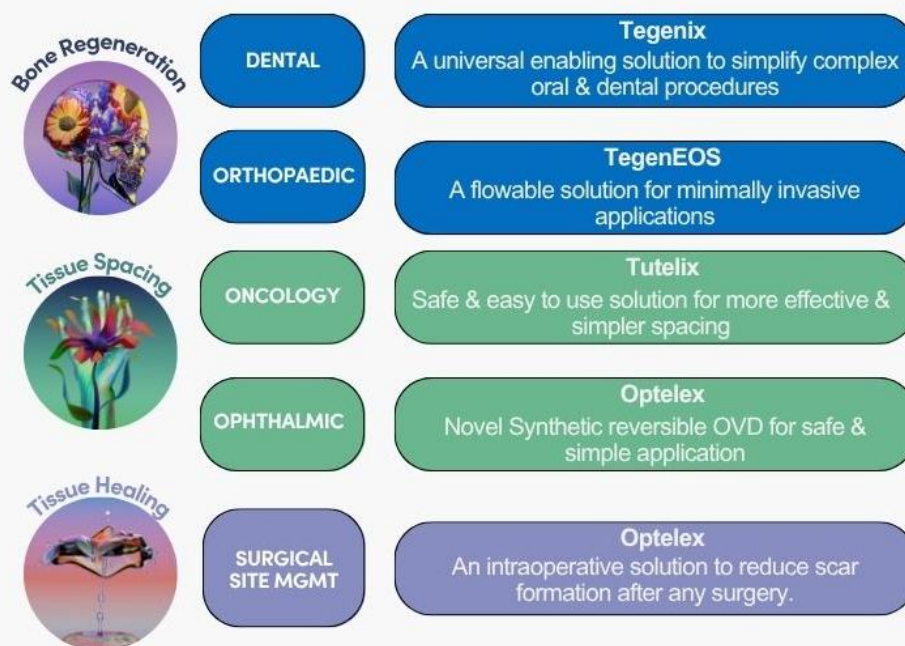 Bone Regeneration
DENTAL
Tegenix
A universal enabling solution to simplify complex
oral & dental procedures
ORTHOPAEDIC
TegenEOS
A flowable solution for minimally invasive
applications
Tissue Spacing
ONCOLOGY
Tutelix
Safe & easy to use solution for more effective &
simpler spacing
OPHTHALMIC
Optelex
Novel Synthetic reversible OVD for safe &
simple application
Tissue Healing
SURGICAL
SITE MGMT
Optelex
An intraoperative solution to reduce scar
formation after any surgery.